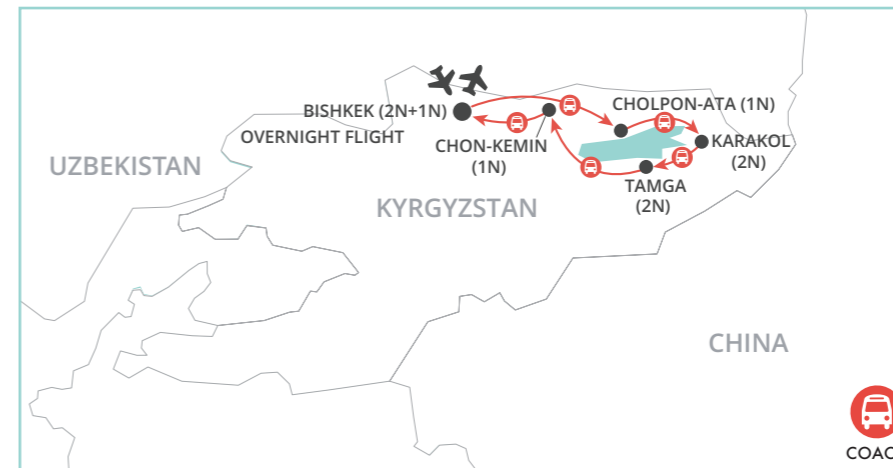 BISHKEK (2N+1N)
OVERNIGHT FLIGHT
CHOLPON-ATA (1N)
CHON-KEMIN
(1N)
KARAKOL
(2N)
TAMGA
(2N)
UZBEKISTAN
KYRGYZSTAN
CHINA